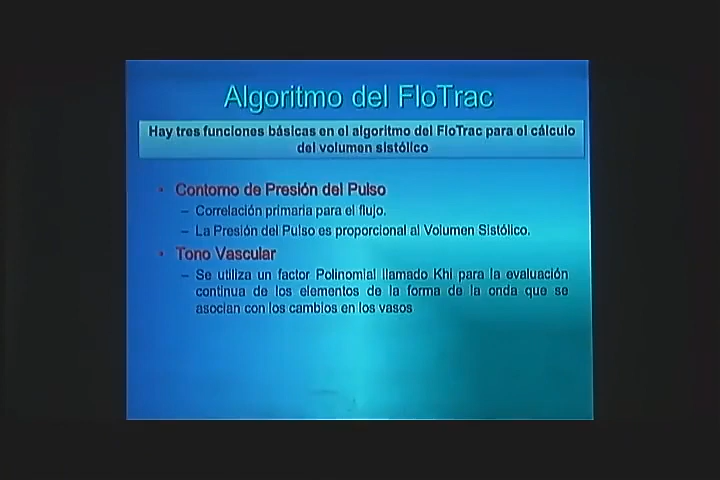 Algoritmo del FloTrac
Hay tres funciones básicas en el algoritmo del FloTrac para el cálculo
del volumen sistólico
• Contorno de Presión del Pulso
– Correlación primaria para el flujo.
– La Presión del Pulso es proporcional al Volumen Sistólico.
• Tono Vascular
– Se utiliza un factor Polinomial llamado Khi para la evaluación
continua de los elementos de la forma de la onda que se
asocian con los cambios en los vasos